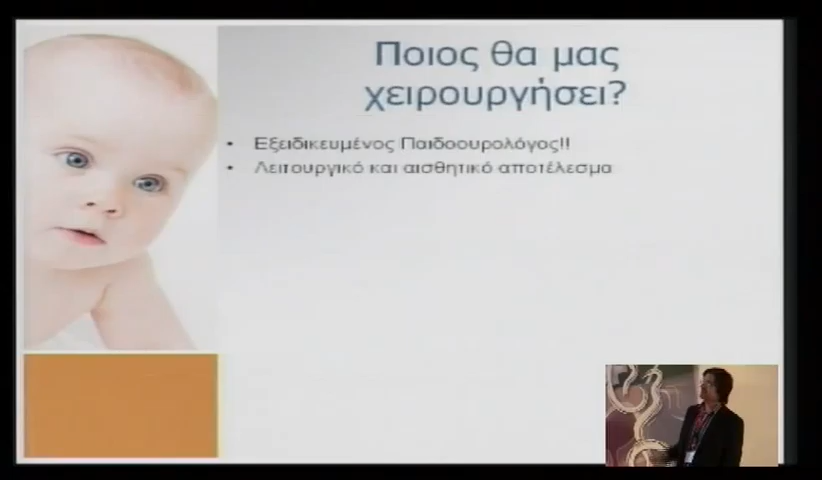 Ποιος θα μας
χειρουργήσει?
• Εξειδικευμένος Παιδοουρολόγος!!
• Λειτουργικό και αισθητικό αποτέλεσμα